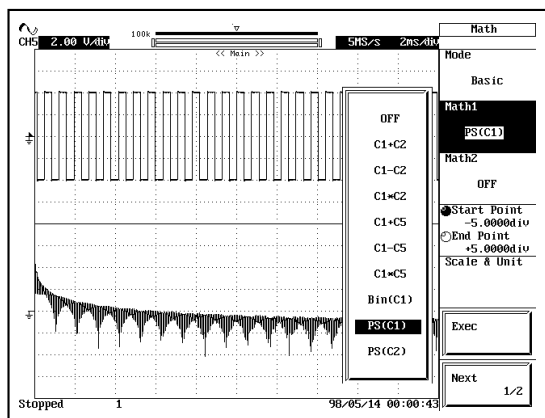 100k
CH5 2.00 V/div
5MS/s 2ms/div
<< Main >>
OFF
C1+C2
C1-C2
C1*C2
C1+C5
C1-C5
C1*C5
Bin(C1)
PS(C1)
PS(C2)
Stopped 1 98/05/14 00:00:43
Math
Mode
Basic
Math1
PS(C1)
Math2
OFF
Start Point
-5.0000div
End Point
+5.0000div
Scale & Unit
Exec
Next
1/2